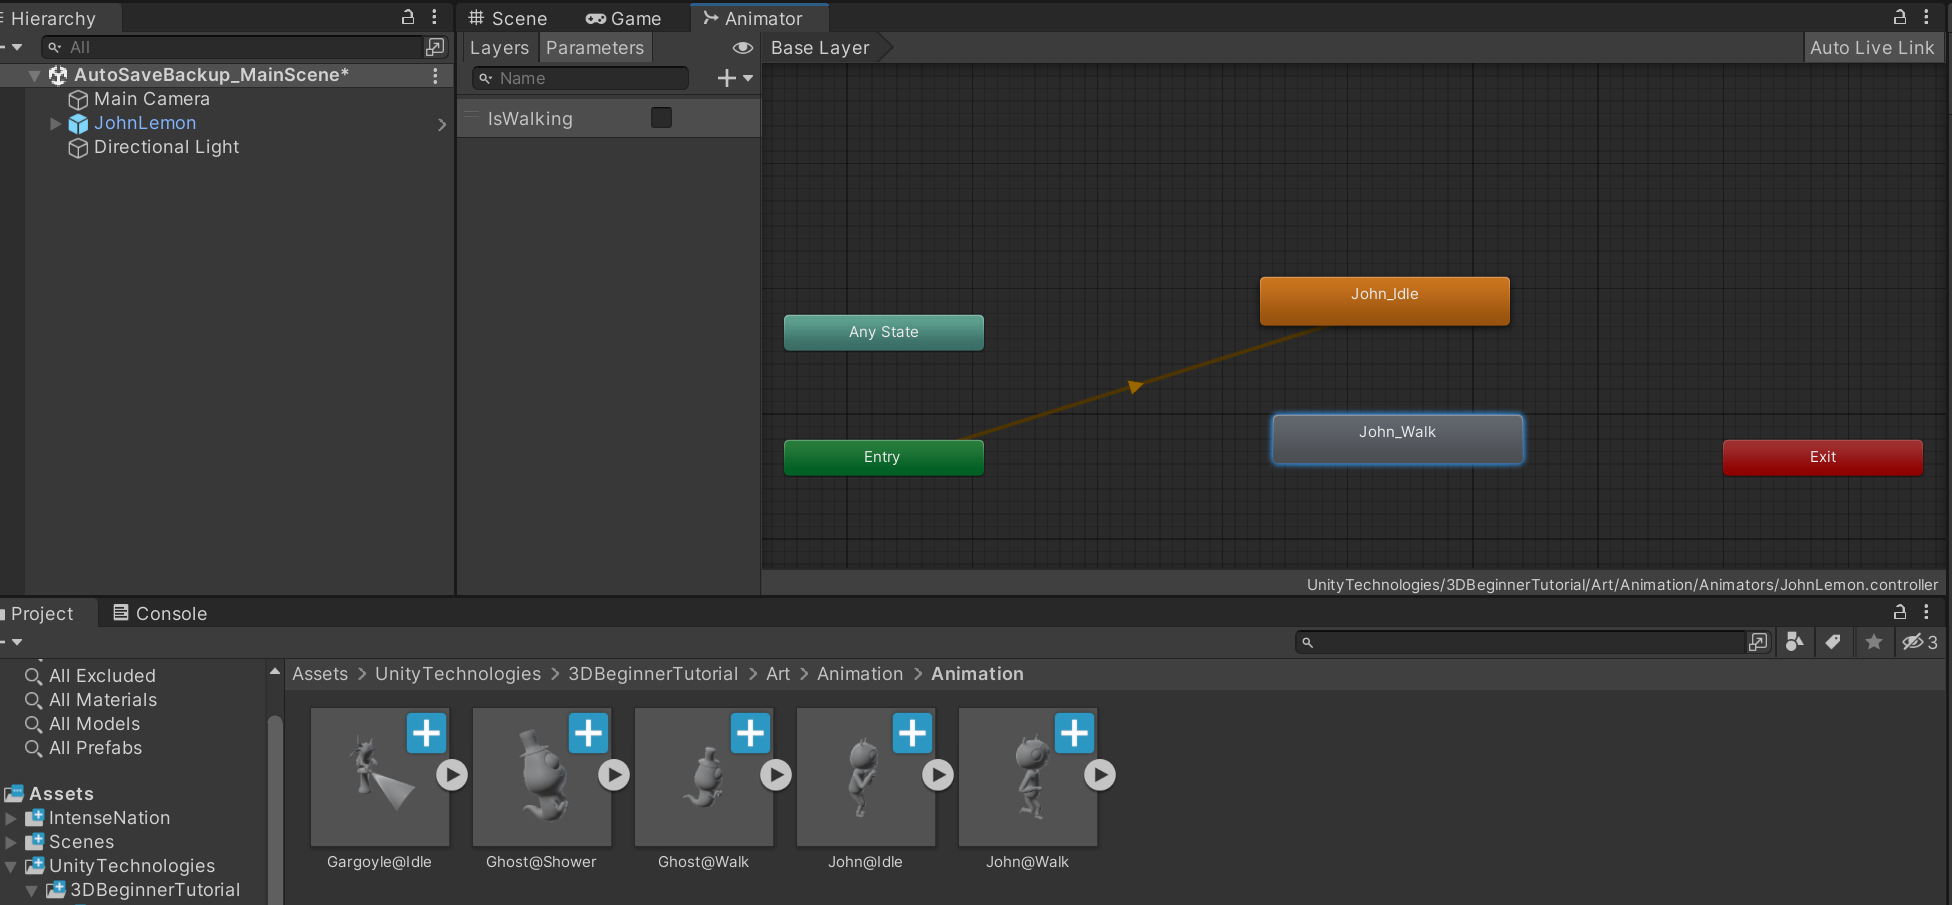 Hierarchy
All
AutoSaveBackup_MainScene*
Main Camera
JohnLemon
Directional Light
Scene
Game
Animator
Layers
Parameters
Base Layer
Auto Live Link
Name
IsWalking
John_Idle
Any State
John_Walk
Entry
Exit
UnityTechnologies/3DBeginnerTutorial/Art/Animation/Animators/JohnLemon.controller
Project
Console
3
All Excluded
All Materials
All Models
All Prefabs
Assets
IntenseNation
Scenes
UnityTechnologies
3DBeginnerTutorial
Assets > UnityTechnologies > 3DBeginnerTutorial > Art > Animation > Animation
Gargoyle@Idle
Ghost@Shower
Ghost@Walk
John@Idle
John@Walk